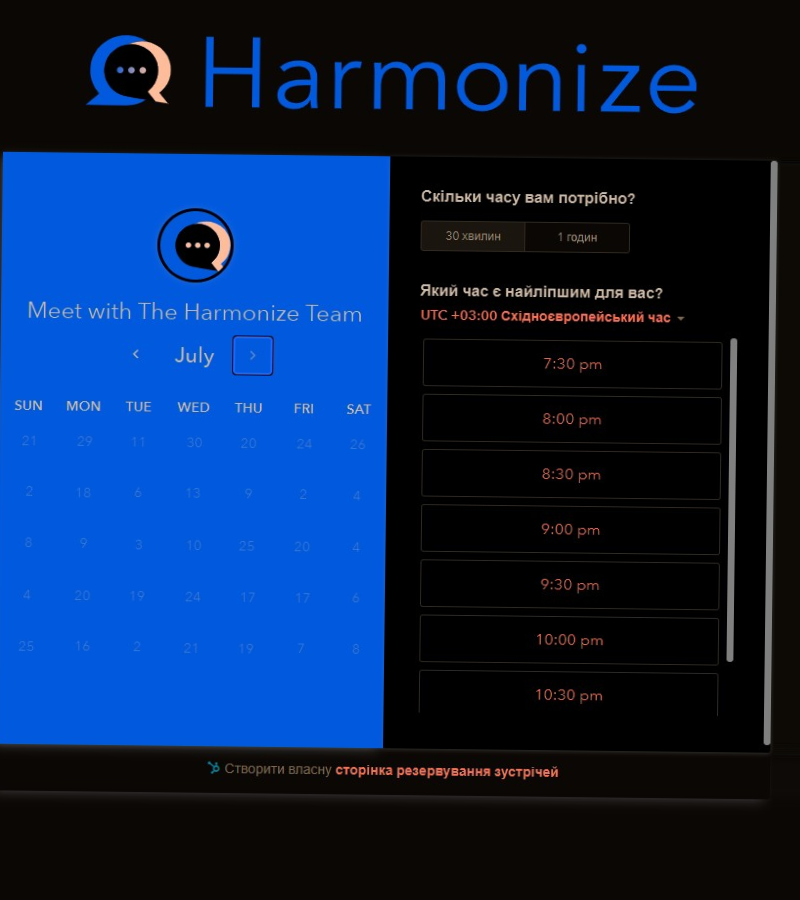 Harmonize
Meet with The Harmonize Team
July
SUN MON TUE WED THU FRI SAT
21 29 11 30 20 24 26
2 18 6 13 9 2 4
8 9 3 10 25 20 4
4 20 19 24 17 17 6
25 16 2 21 19 7 8
Скільки часу вам потрібно?
30 хвилин 1 годин
Який час є найліпшим для вас?
UTC +03:00 Східноєвропейський час
7:30 pm
8:00 pm
8:30 pm
9:00 pm
9:30 pm
10:00 pm
10:30 pm
Створити власну сторінка резервування зустрічей